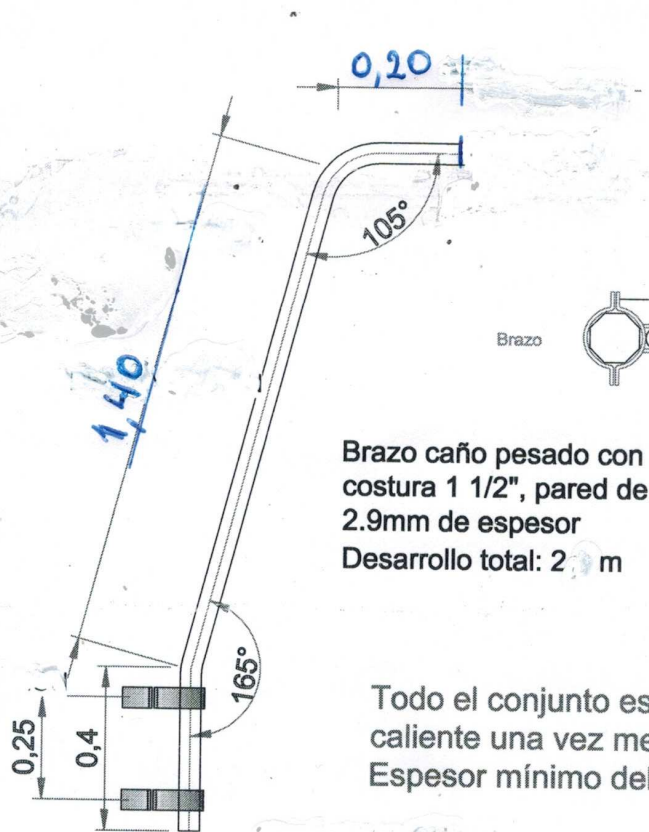 0,20
105°
1,40
Brazo
Brazo caño pesado con
costura 1 1/2", pared de
2.9mm de espesor
Desarrollo total: 2 m
165°
0,25
0,4
Todo el conjunto es
caliente una vez me
Espesor mínimo del